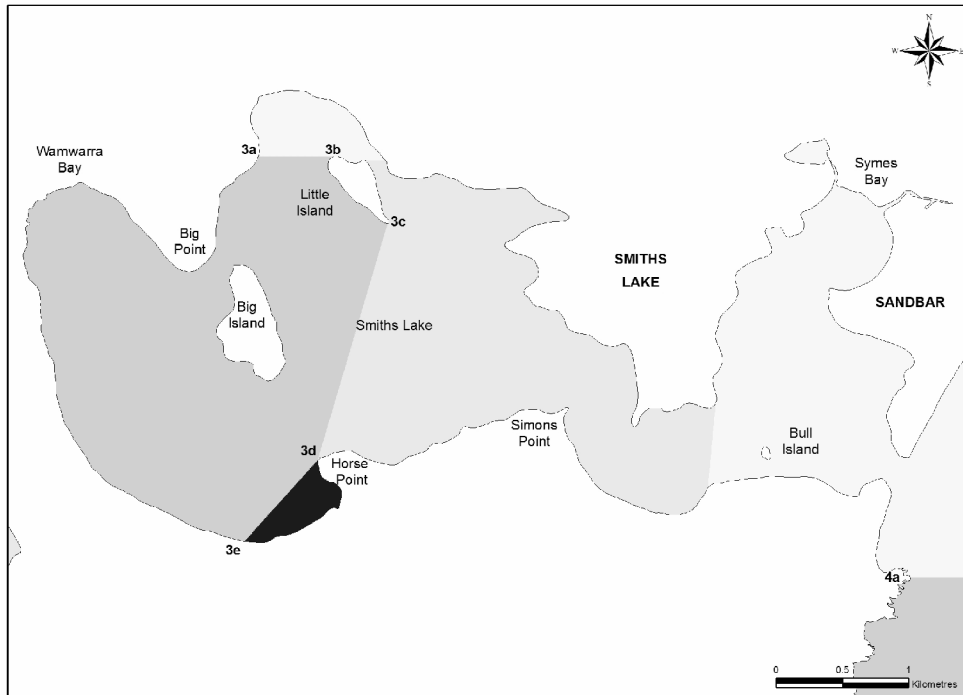 N
W
E
S
3a
3b
Wamwarra
Bay
Symes
Bay
Little
Island
3c
Big
Point
SMITHS
LAKE
Big
Island
SANDBAR
Smiths Lake
Simons
Point
Bull
Island
3d
Horse
Point
3e
4a
0 0.5 1
Kilometres